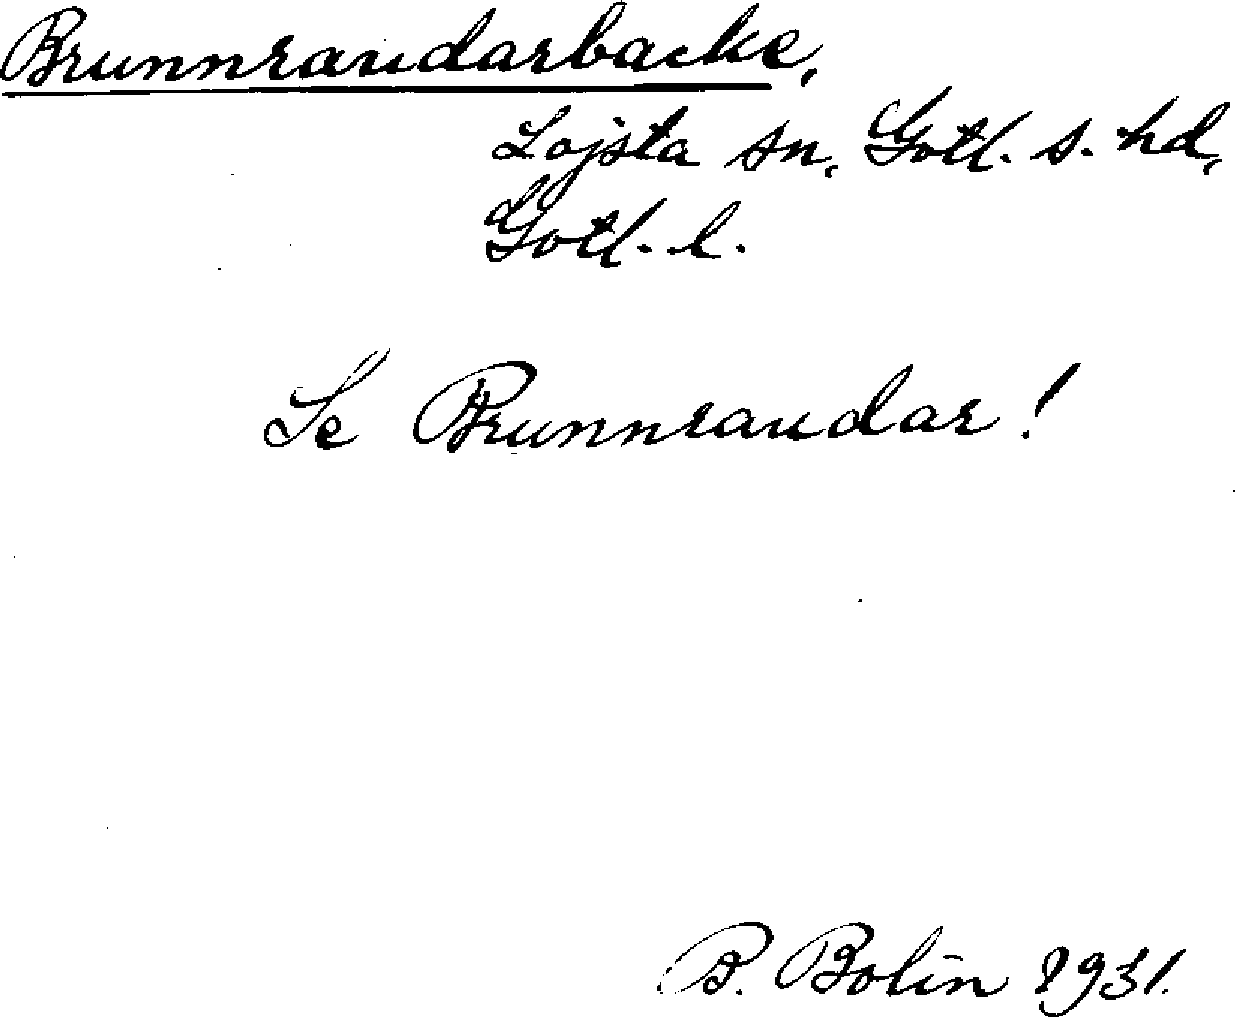 Brunnraudarbacke,
Lojsta sn, Gotl. s. hd,
Gotl. l.
Se Brunnraudar!
B. Bolin 1931.